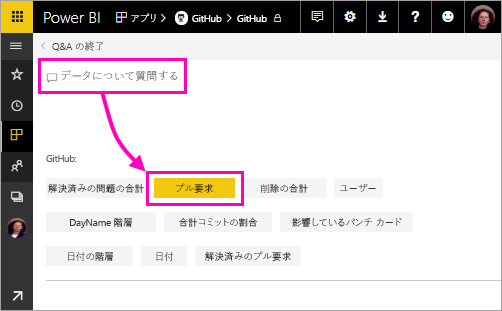 Power BI アプリ > GitHub > GitHub
Q&A の終了
データについて質問する
GitHub:
解決済みの問題の合計 プル要求 削除の合計 ユーザー
DayName 階層 合計コミットの割合 影響しているパンチ カード
日付の階層 日付 解決済みのプル要求